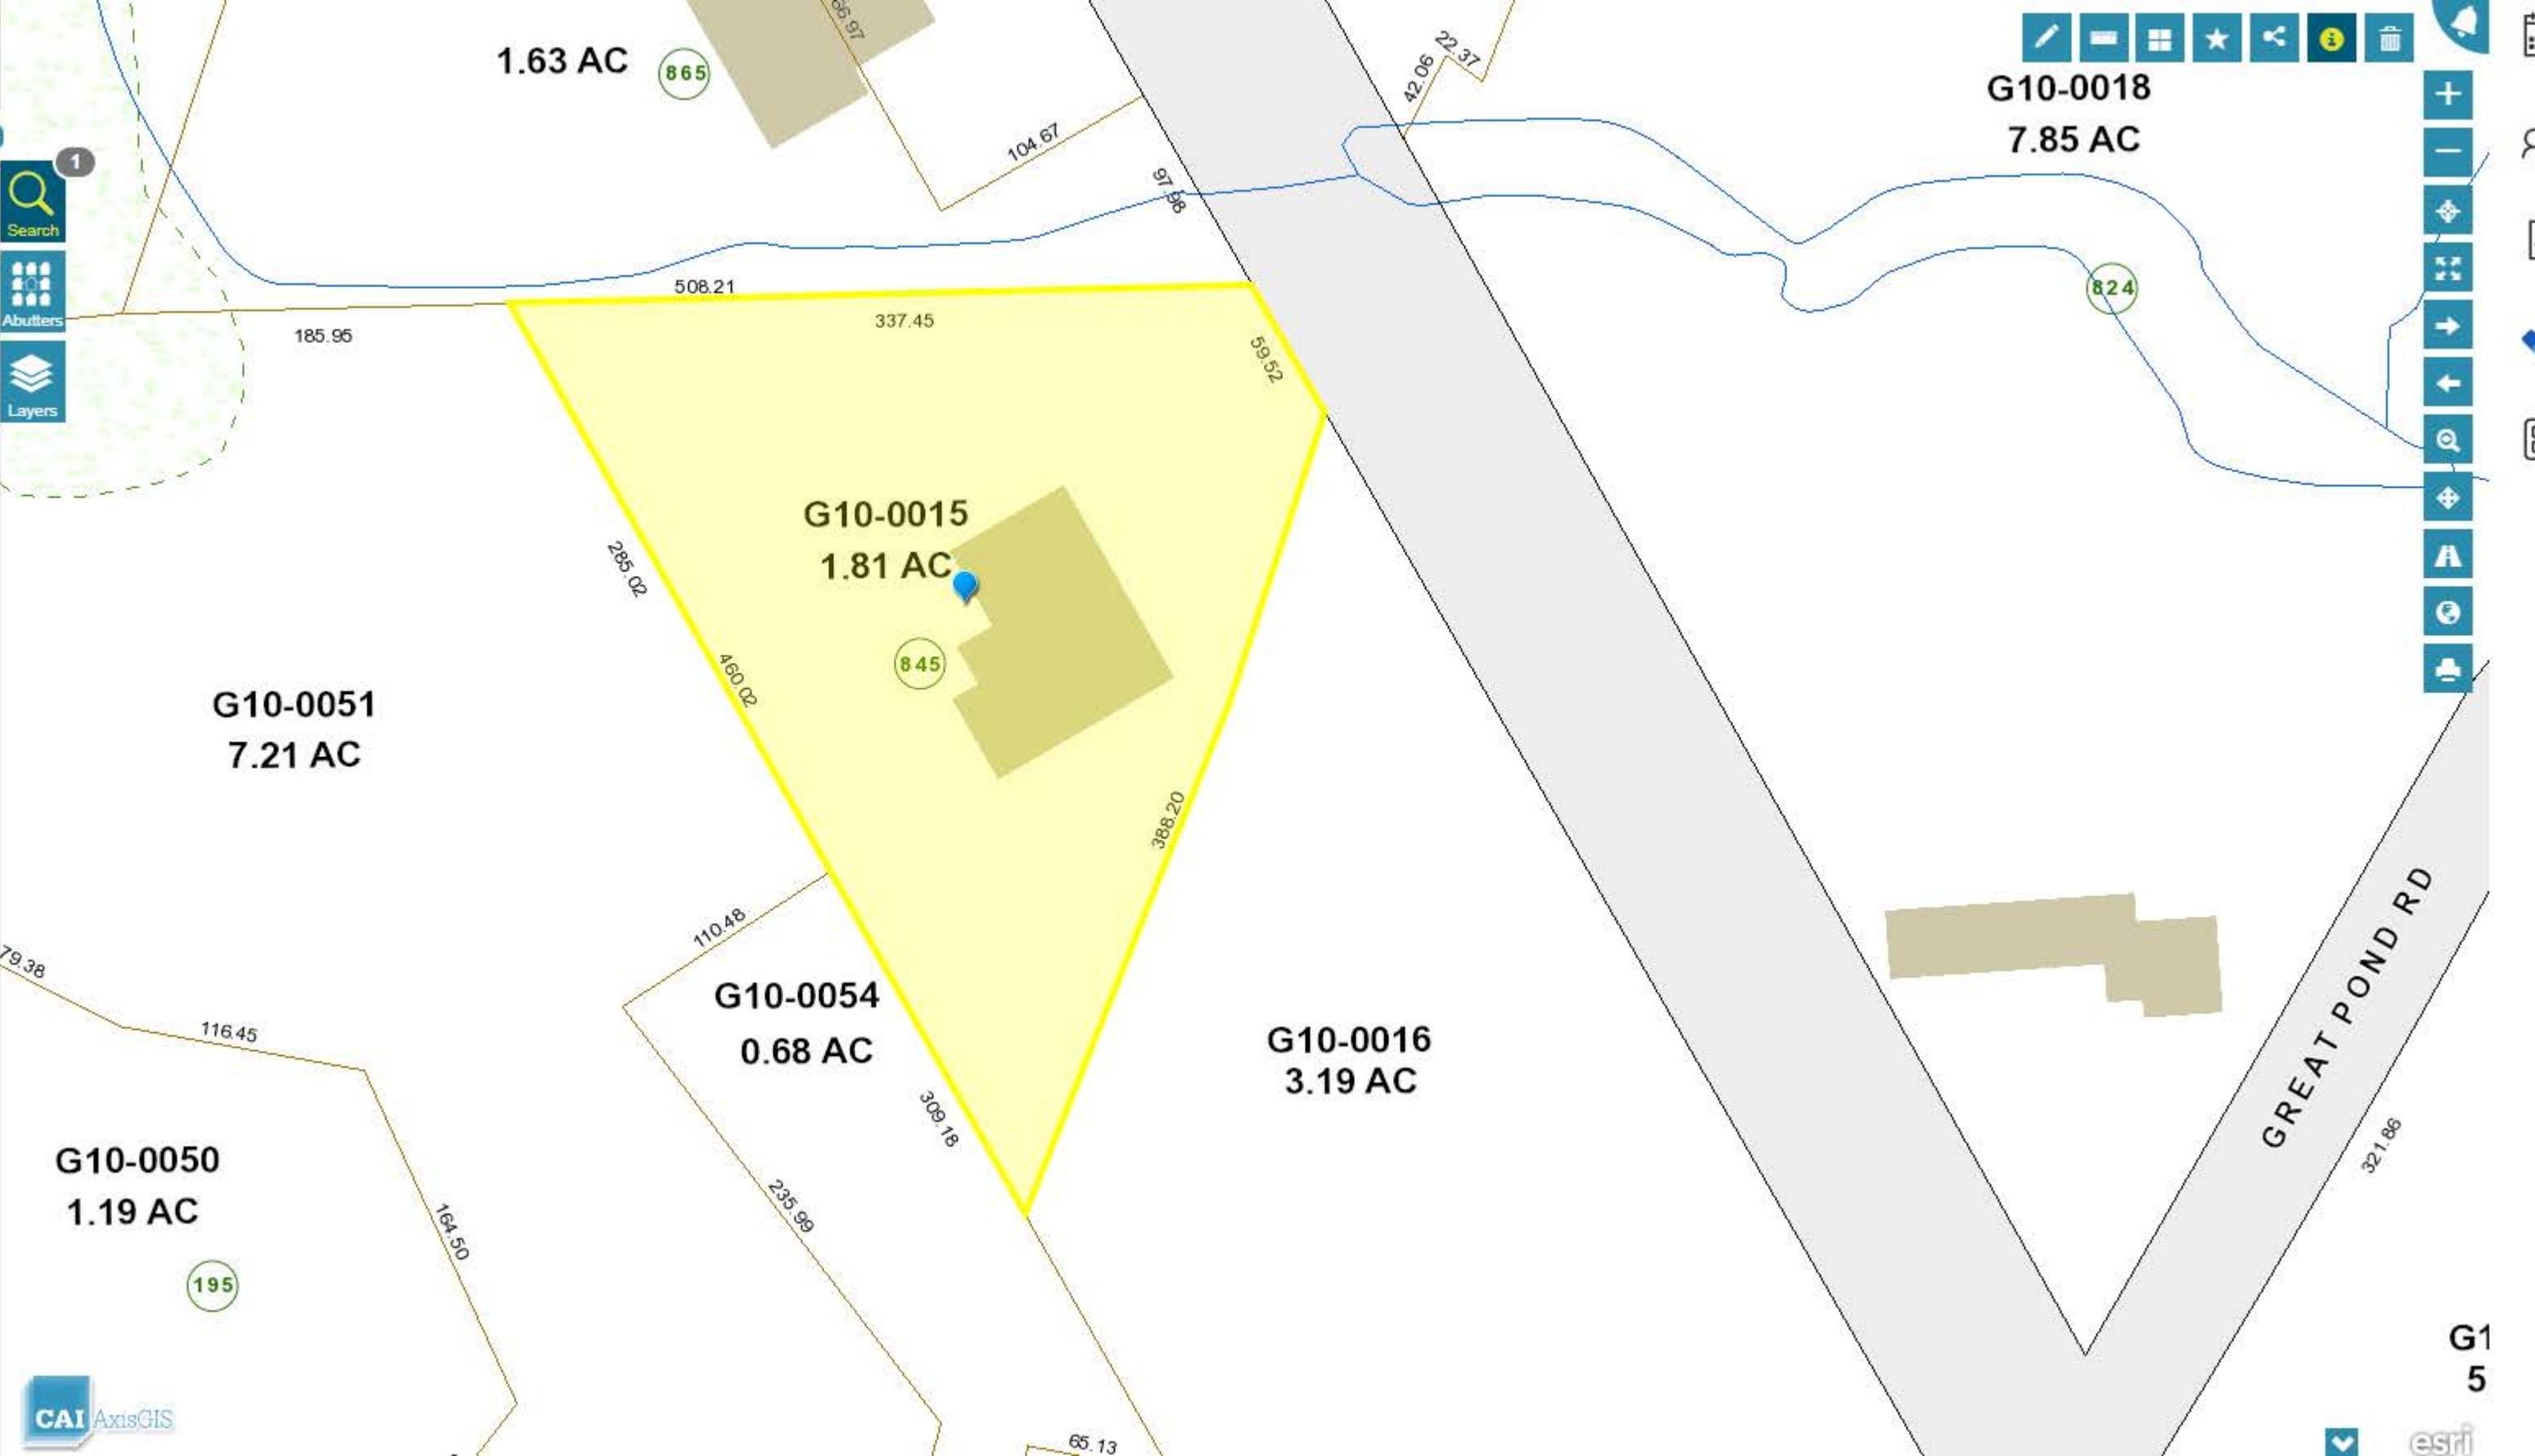 66.97
22.37
42.06
1.63 AC
865
G10-0018
7.85 AC
104.67
1
97.98
Search
508.21
824
337.45
Abutters
185.95
59.52
Layers
G10-0015
1.81 AC
285.02
845
460.02
G10-0051
7.21 AC
388.20
110.48
GREAT POND RD
79.38
G10-0054
0.68 AC
116.45
G10-0016
3.19 AC
309.18
321.86
G10-0050
1.19 AC
235.99
164.50
195
G1
5
CAI AxisGIS
65.13
esri